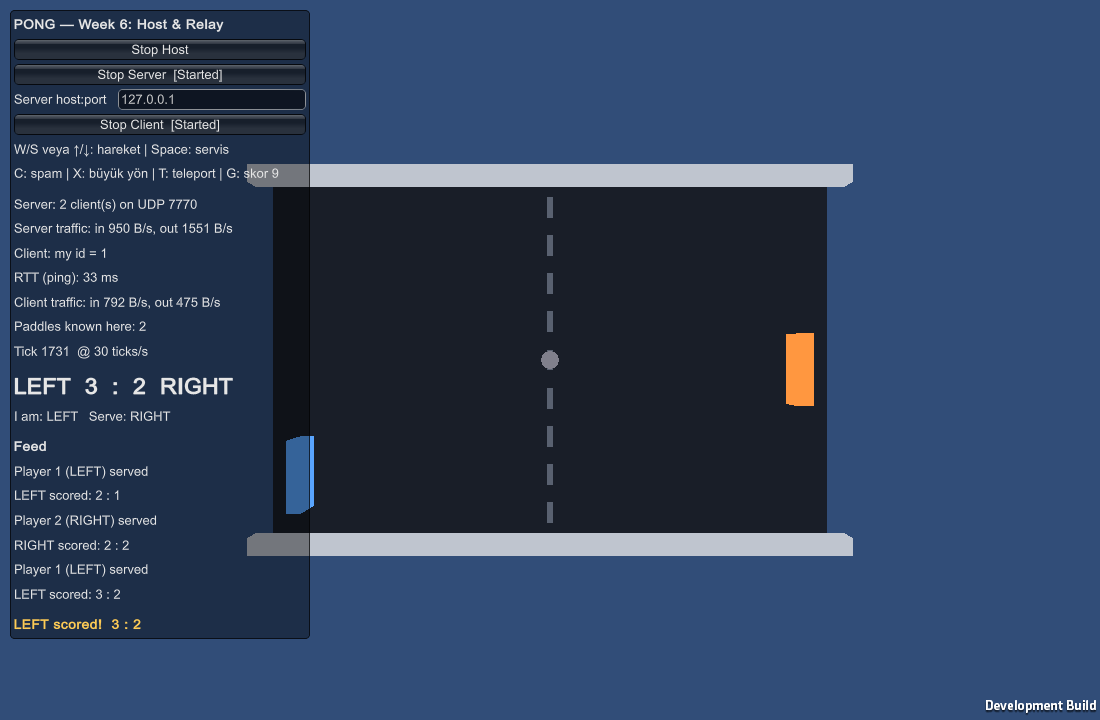 PONG — Week 6: Host & Relay
Stop Host
Stop Server [Started]
Server host:port 127.0.0.1
Stop Client [Started]
W/S veya ↑/↓: hareket | Space: servis
C: spam | X: büyük yön | T: teleport | G: skor 9
Server: 2 client(s) on UDP 7770
Server traffic: in 950 B/s, out 1551 B/s
Client: my id = 1
RTT (ping): 33 ms
Client traffic: in 792 B/s, out 475 B/s
Paddles known here: 2
Tick 1731 @ 30 ticks/s
LEFT 3 : 2 RIGHT
I am: LEFT Serve: RIGHT
Feed
Player 1 (LEFT) served
LEFT scored: 2 : 1
Player 2 (RIGHT) served
RIGHT scored: 2 : 2
Player 1 (LEFT) served
LEFT scored: 3 : 2
LEFT scored! 3 : 2
Development Build